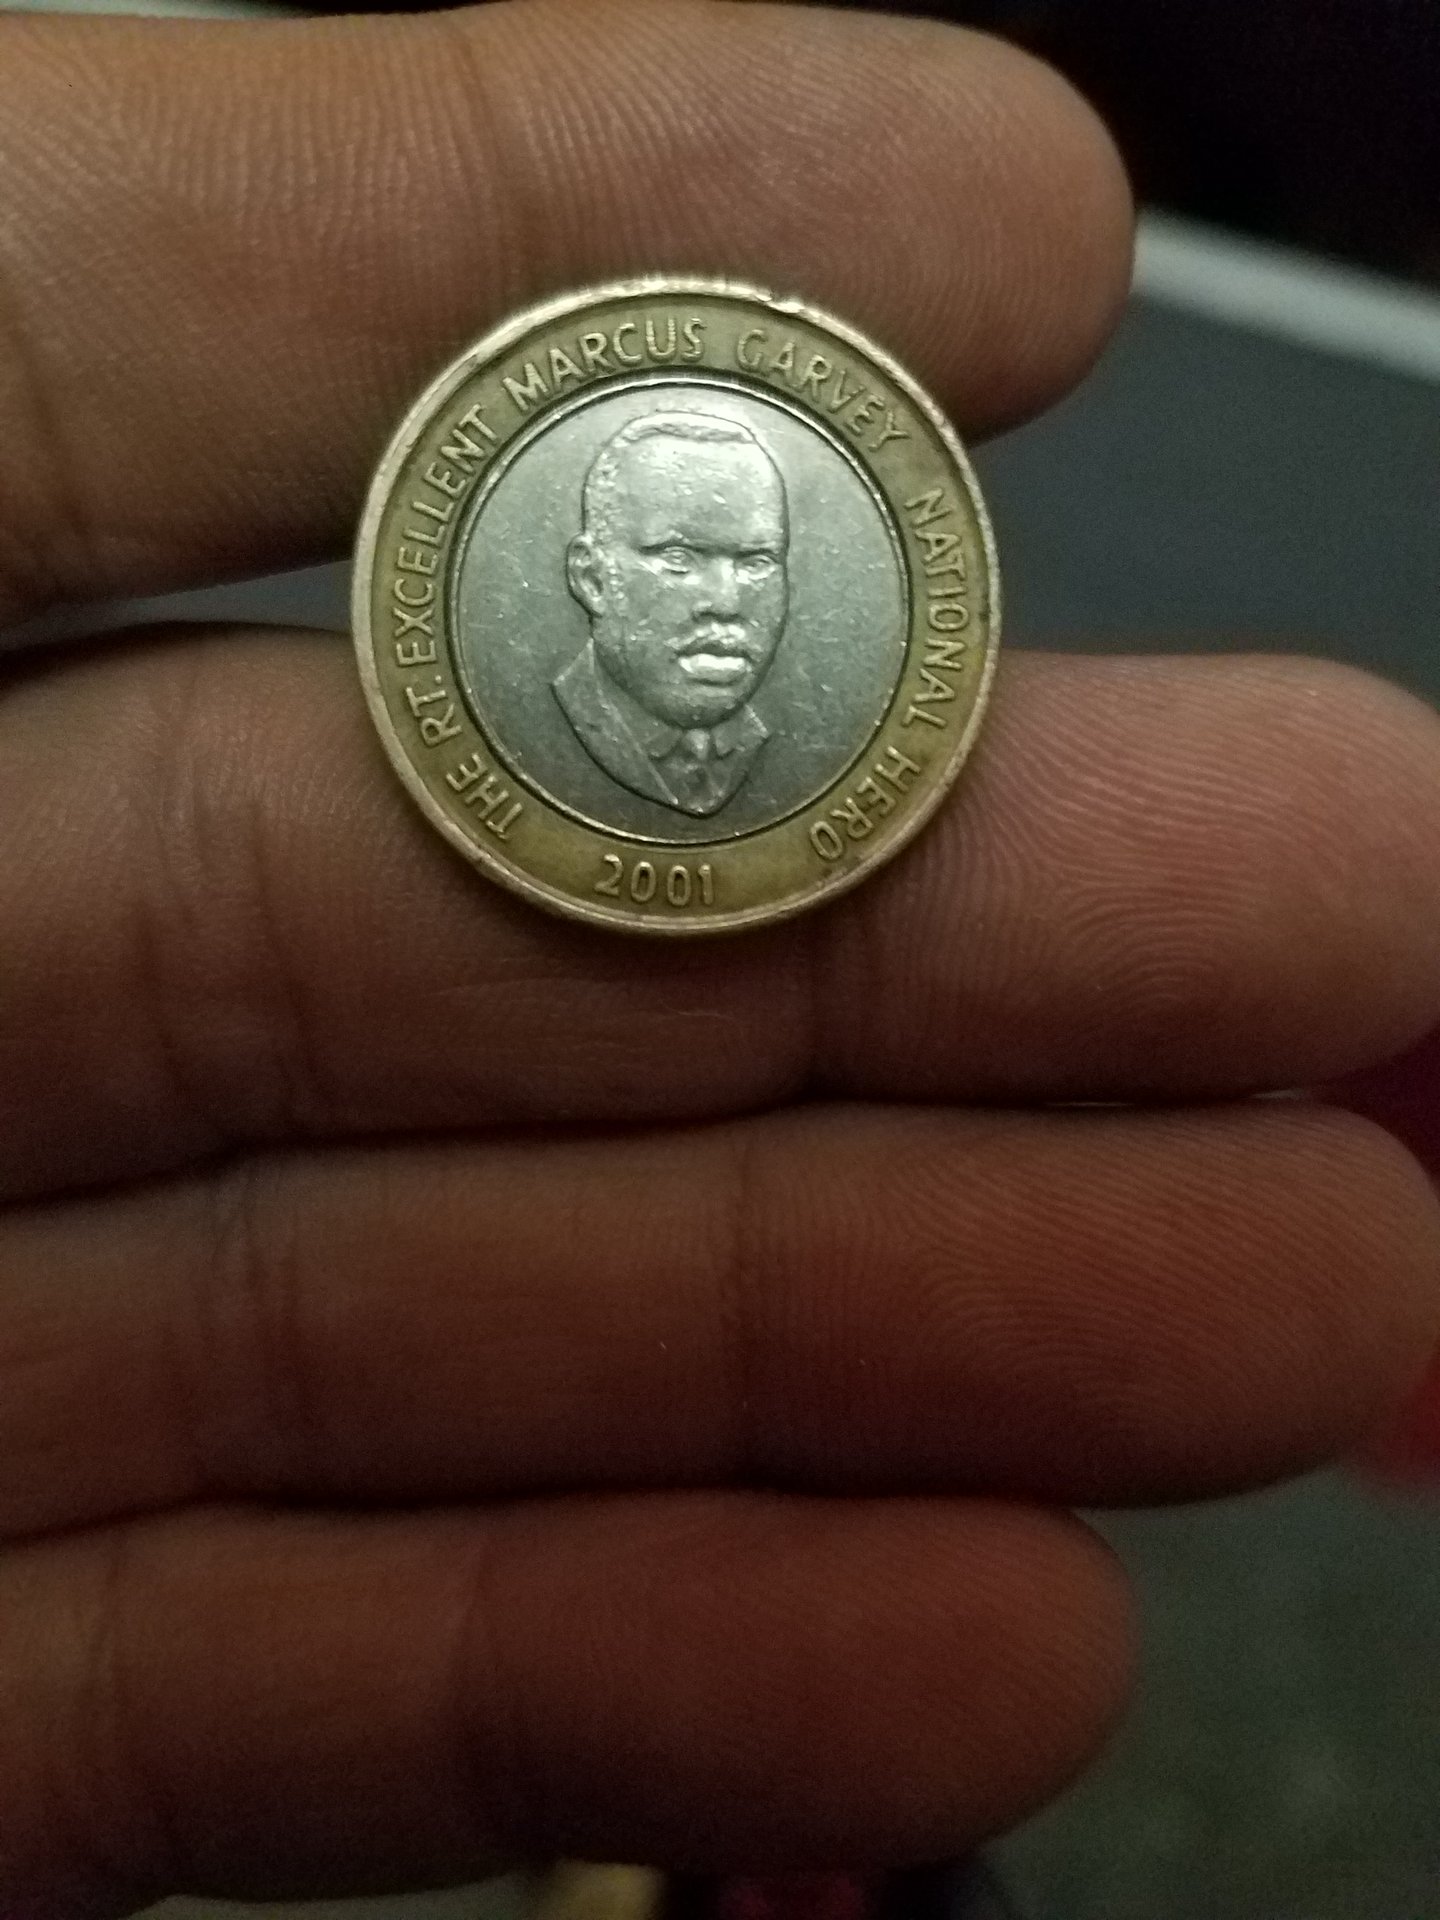 THE RT. EXCELLENT MARCUS GARVEY NATIONAL HERO
2001